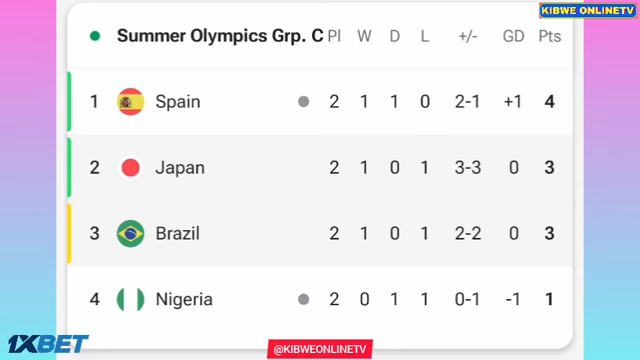 KIBWE ONLINETV
Summer Olympics Grp. C Pl W D L +/- GD Pts
1 Spain 2 1 1 0 2-1 +1 4
2 Japan 2 1 0 1 3-3 0 3
3 Brazil 2 1 0 1 2-2 0 3
4 Nigeria 2 0 1 1 0-1 -1 1
1XBET
@KIBWEONLINETV